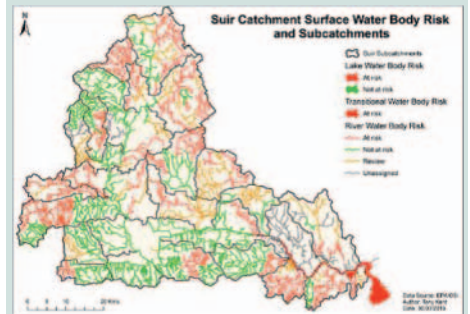 Suir Catchment Surface Water Body Risk
and Subcatchments
N
Suir Subcatchments
Lake Water Body Risk
At risk
Not at risk
Transitional Water Body Risk
At risk
River Water Body Risk
At risk
Not at risk
Review
Unassigned
Data Source:
Author: Tony Kent
Date:
0 5 10 20